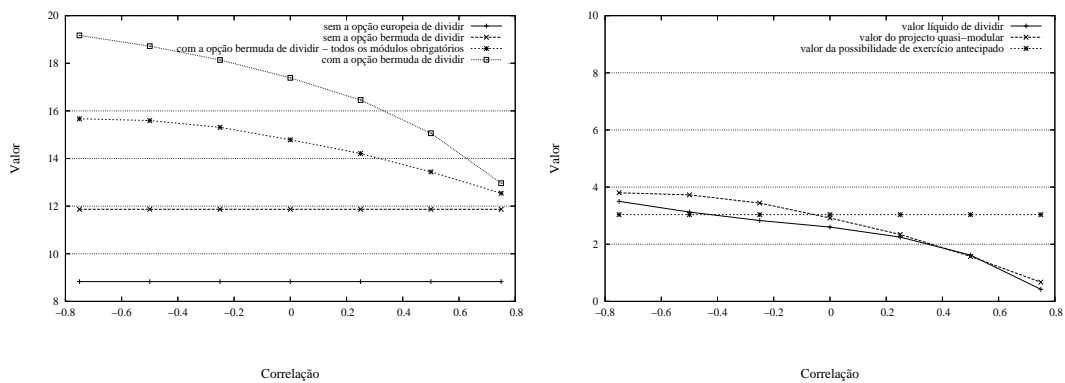 20
18
16
14
12
10
8
Valor
sem a opção europeia de dividir
sem a opção bermuda de dividir
com a opção bermuda de dividir – todos os módulos obrigatórios
com a opção bermuda de dividir
−0.8 −0.6 −0.4 −0.2 0 0.2 0.4 0.6 0.8
Correlação
10
8
6
4
2
0
Valor
valor líquido de dividir
valor do projecto quasi−modular
valor da possibilidade de exercício antecipado
−0.8 −0.6 −0.4 −0.2 0 0.2 0.4 0.6 0.8
Correlação